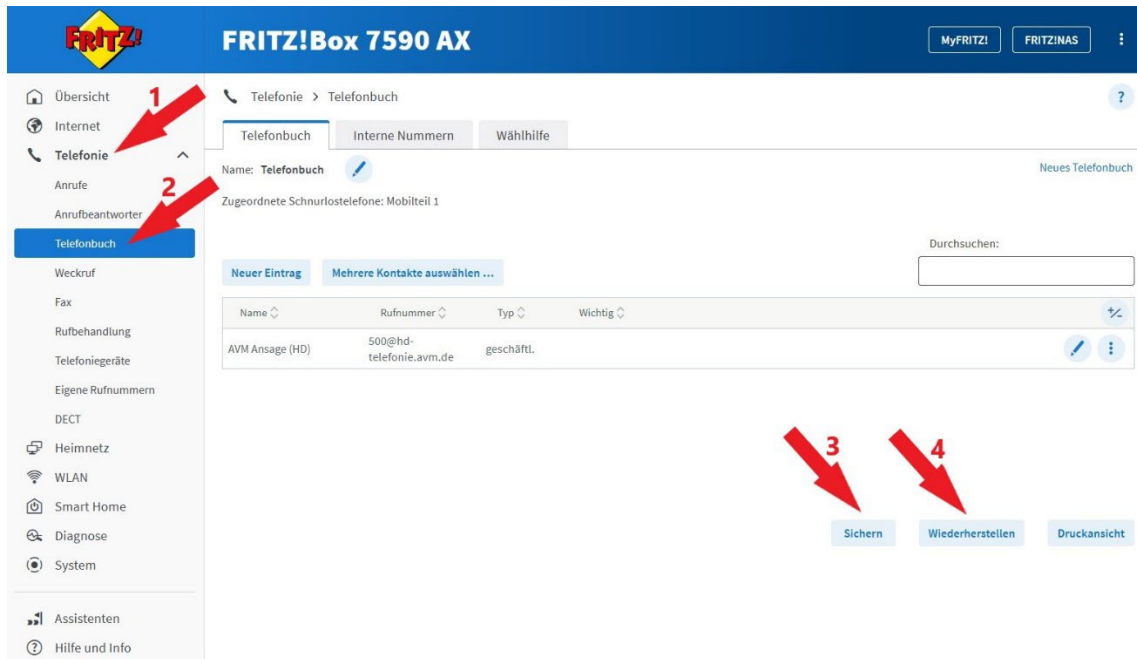 FRITZ!
FRITZ!Box 7590 AX
MyFRITZ!
FRITZ!NAS
Übersicht
Internet
Telefonie
Anrufe
Anrufbeantworter
Telefonbuch
Weckruf
Fax
Rufbehandlung
Telefoniegeräte
Eigene Rufnummern
DECT
Heimnetz
WLAN
Smart Home
Diagnose
System
Assistenten
Hilfe und Info
1
2
Telefonie > Telefonbuch
?
Telefonbuch
Interne Nummern
Wählhilfe
Name: Telefonbuch
Neues Telefonbuch
Zugeordnete Schnurlostelefone: Mobilteil 1
Durchsuchen:
Neuer Eintrag
Mehrere Kontakte auswählen ...
Name Rufnummer Typ Wichtig
AVM Ansage (HD)
500@hd-
telefonie.avm.de
geschäftl.
3
4
Sichern
Wiederherstellen
Druckansicht